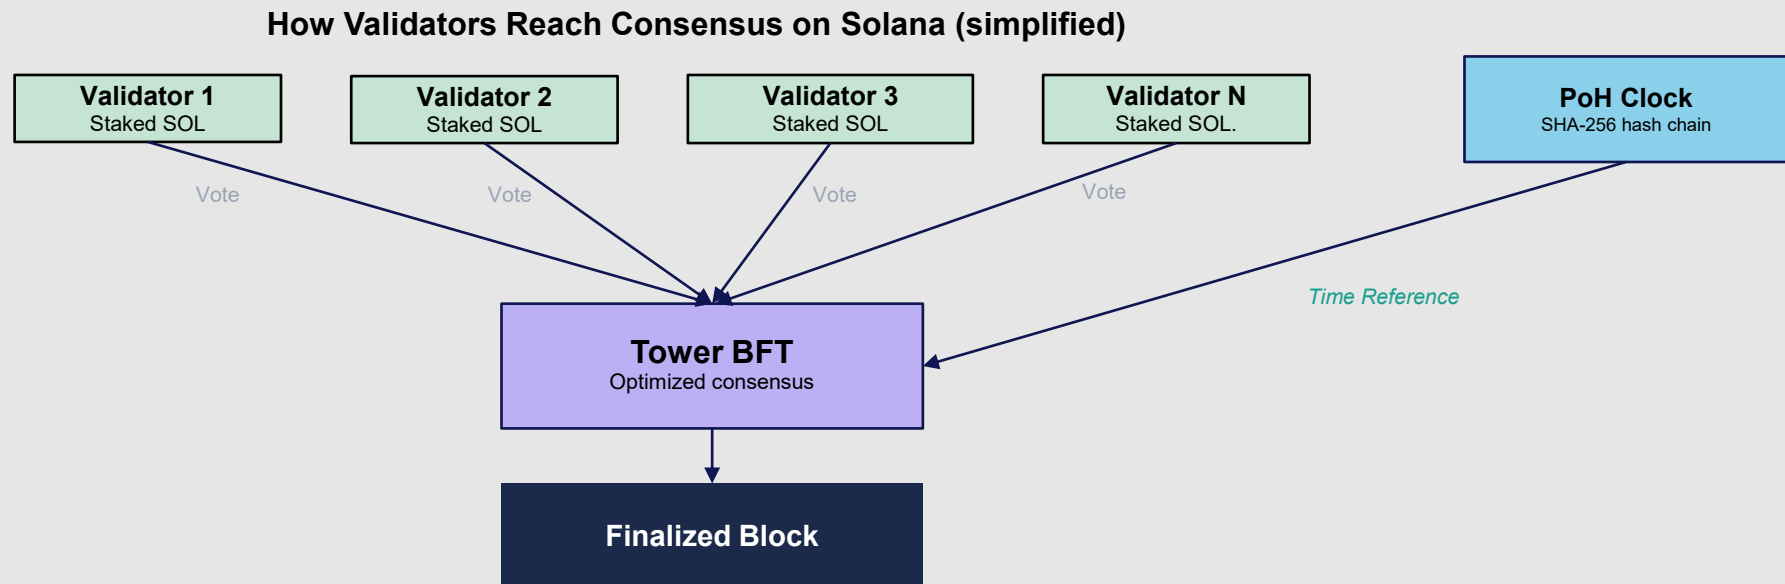 How Validators Reach Consensus on Solana (simplified)
Validator 1
Staked SOL
Validator 2
Staked SOL
Validator 3
Staked SOL
Validator N
Staked SOL.
PoH Clock
SHA-256 hash chain
Vote
Vote
Vote
Vote
Time Reference
Tower BFT
Optimized consensus
Finalized Block